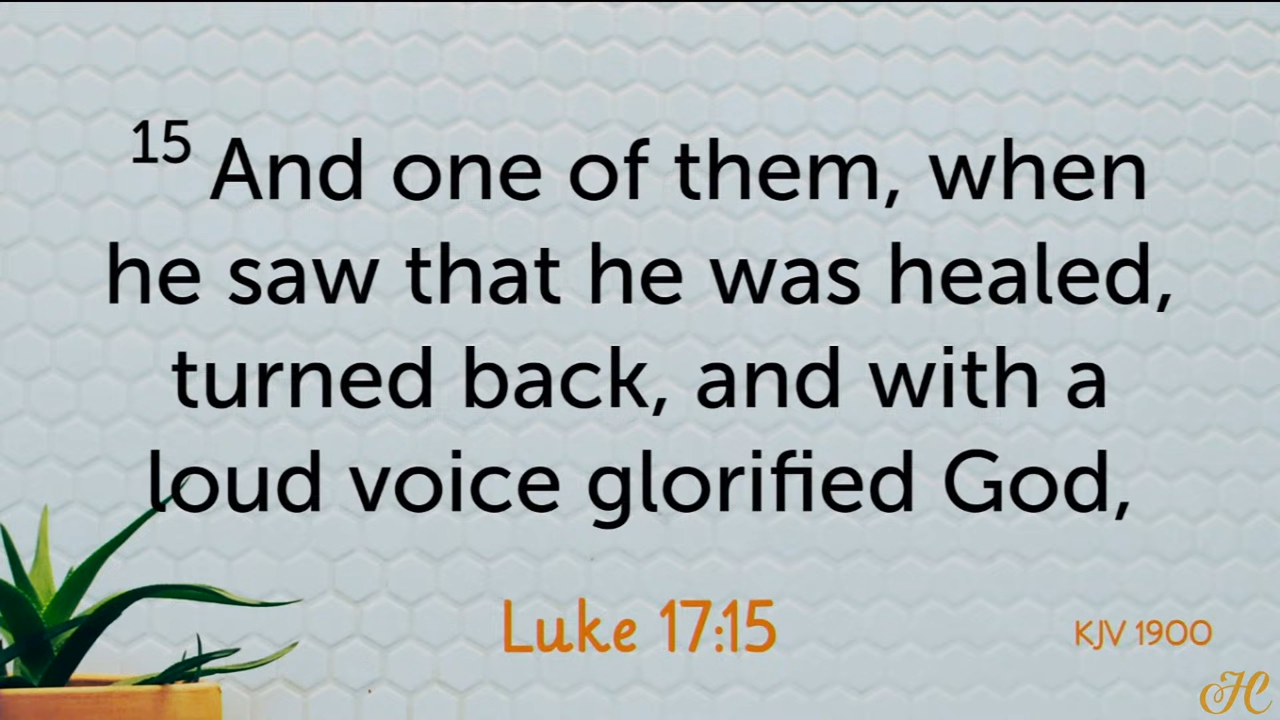 15 And one of them, when
he saw that he was healed,
turned back, and with a
loud voice glorified God,
Luke 17:15
KJV 1900
H